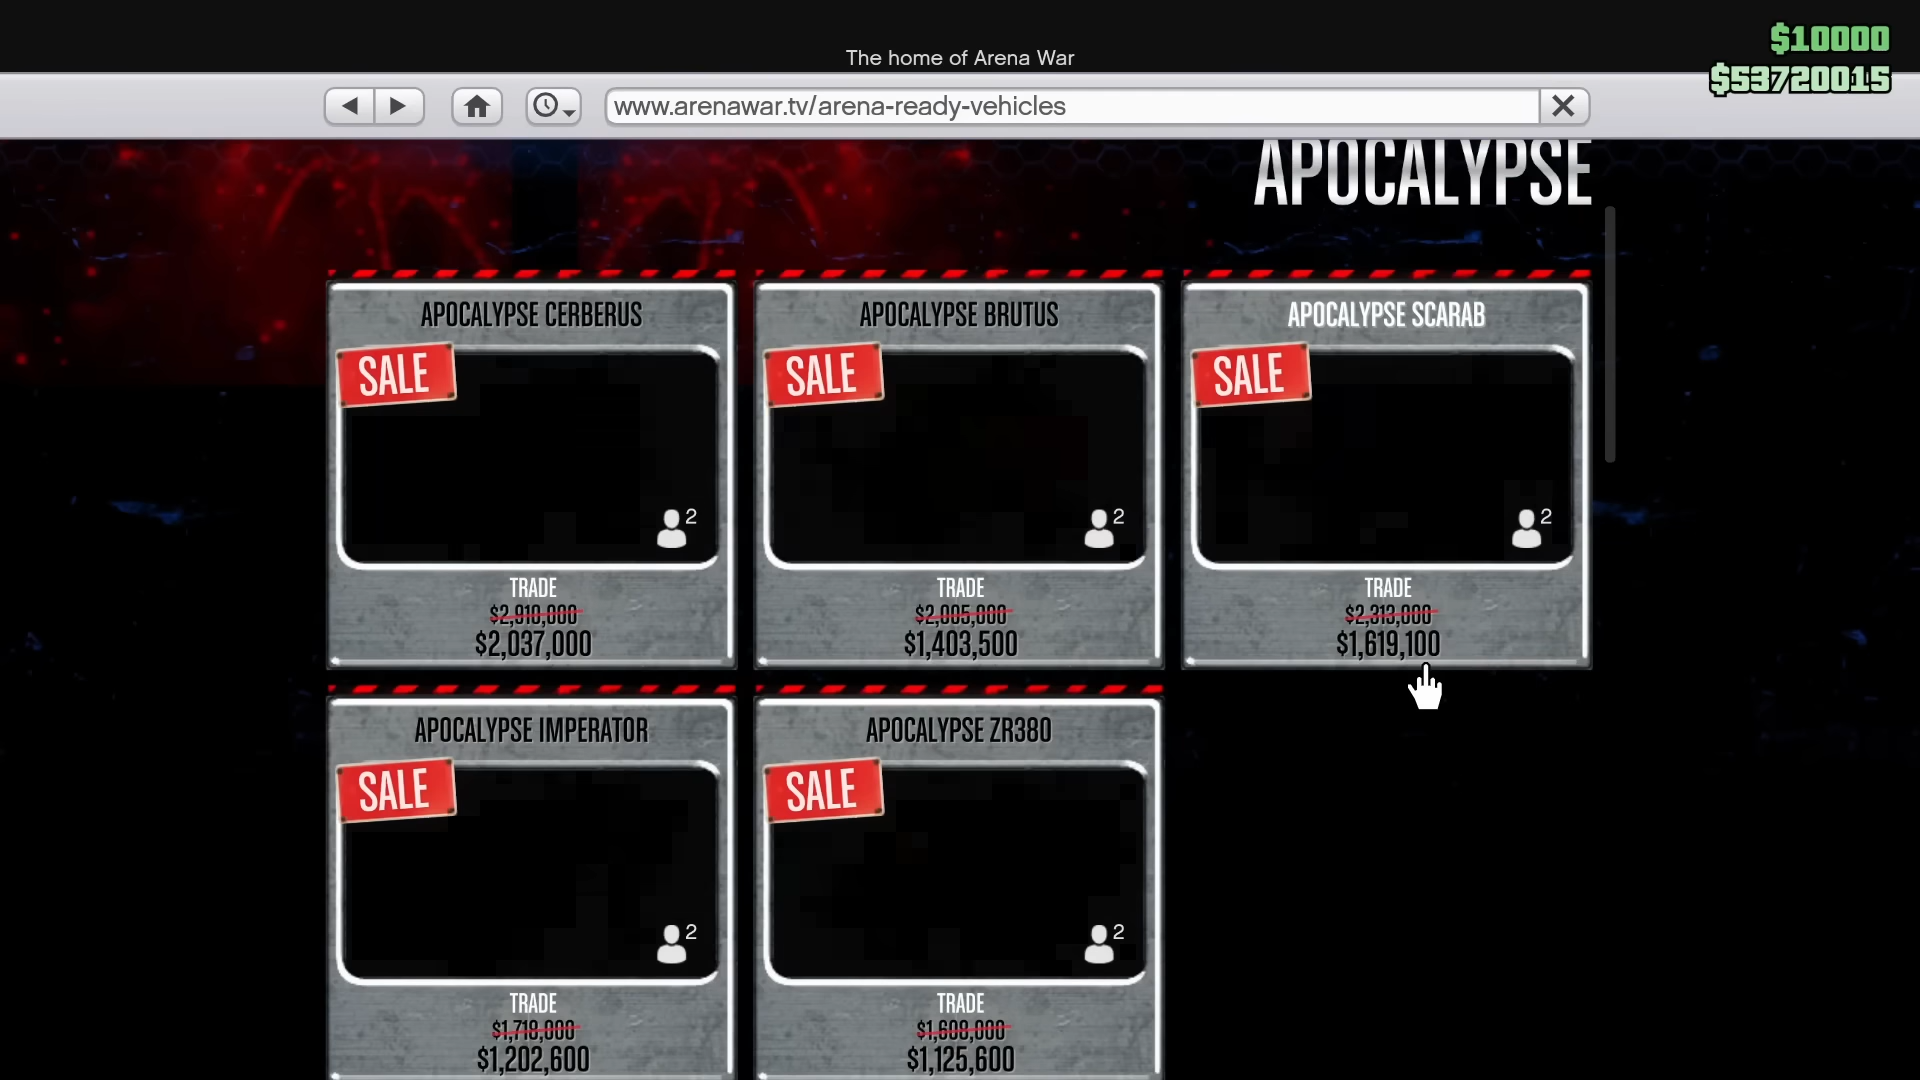 $10000
The home of Arena War
$53720015
www.arenawar.tv/arena-ready-vehicles
APOCALYPSE
APOCALYPSE CERBERUS
SALE
2
TRADE
$2,910,000
$2,037,000
APOCALYPSE BRUTUS
SALE
2
TRADE
$2,005,000
$1,403,500
APOCALYPSE SCARAB
SALE
2
TRADE
$2,313,000
$1,619,100
APOCALYPSE IMPERATOR
SALE
2
TRADE
$1,718,000
$1,202,600
APOCALYPSE ZR380
SALE
2
TRADE
$1,608,000
$1,125,600